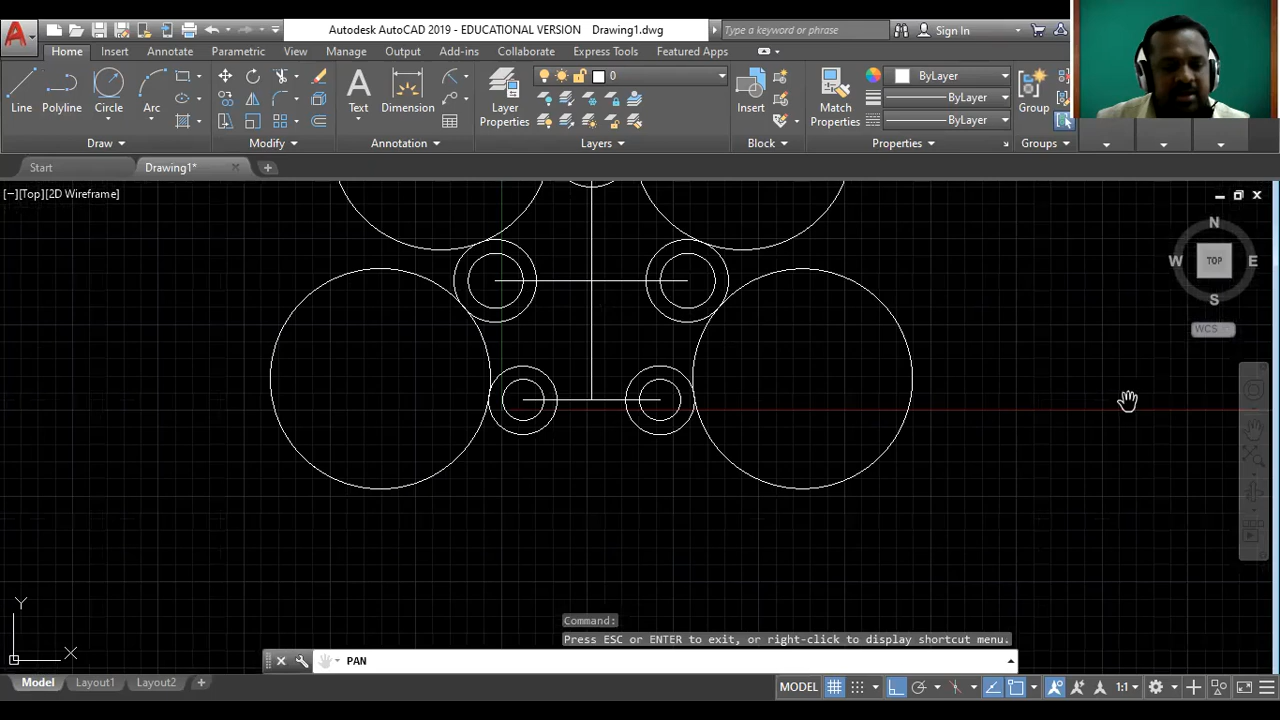 Autodesk AutoCAD 2019 - EDUCATIONAL VERSION Drawing1.dwg
Type a keyword or phrase
Sign In
Home Insert Annotate Parametric View Manage Output Add-ins Collaborate Express Tools Featured Apps
0
ByLayer
ByLayer
ByLayer
Line Polyline Circle Arc Text Dimension Layer Properties Insert Match Properties Group
Draw Modify Annotation Layers Block Properties Groups
Start Drawing1* +
[−][Top][2D Wireframe]
N
W TOP E
S
WCS
Y
X
Command:
Press ESC or ENTER to exit, or right-click to display shortcut menu.
PAN
Model Layout1 Layout2 +
MODEL 1:1